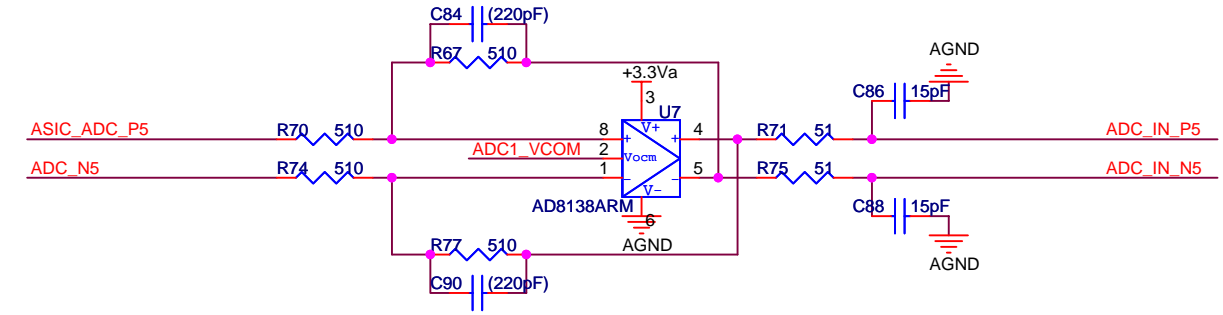 C84 (220pF)
R67 510
AGND
+3.3Va
3
C86 15pF
U7
V+
ASIC_ADC_P5
R70 510
8
+
+
4
R71 51
ADC_IN_P5
ADC1_VCOM
2
Vocm
ADC_N5
R74 510
1
-
-
5
R75 51
ADC_IN_N5
V-
AD8138ARM
6
C88 15pF
R77 510
AGND
AGND
C90 (220pF)